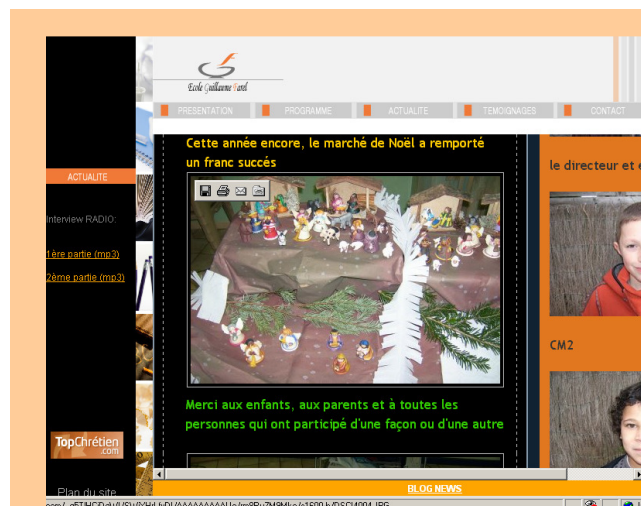 Ecole Guillaume Farel
PRESENTATION
PROGRAMME
ACTUALITE
TEMOIGNAGES
CONTACT
Cette année encore, le marché de Noël a remporté
un franc succès
le directeur et
ACTUALITE
Interview RADIO:
1ère partie (mp3)
2ème partie (mp3)
CM2
Merci aux enfants, aux parents et à toutes les
personnes qui ont participé d'une façon ou d'une autre
TopChrétien
.com
Plan du site
BLOG NEWS